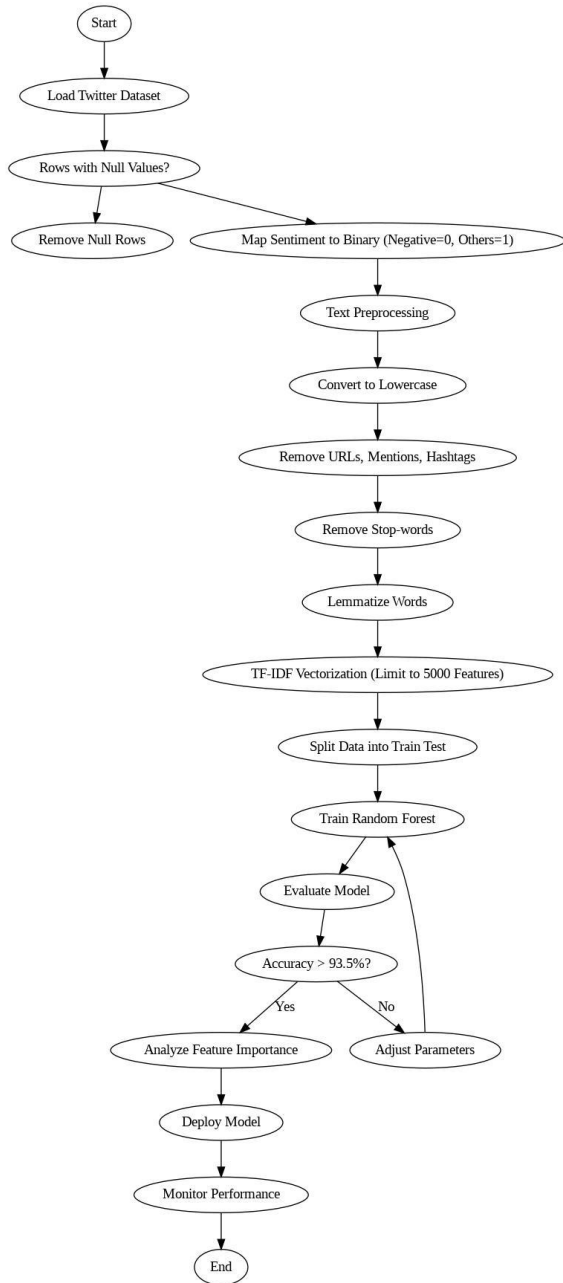 Start
Load Twitter Dataset
Rows with Null Values?
Remove Null Rows
Map Sentiment to Binary (Negative=0, Others=1)
Text Preprocessing
Convert to Lowercase
Remove URLs, Mentions, Hashtags
Remove Stop-words
Lemmatize Words
TF-IDF Vectorization (Limit to 5000 Features)
Split Data into Train Test
Train Random Forest
Evaluate Model
Accuracy > 93.5%?
Yes
No
Analyze Feature Importance
Adjust Parameters
Deploy Model
Monitor Performance
End